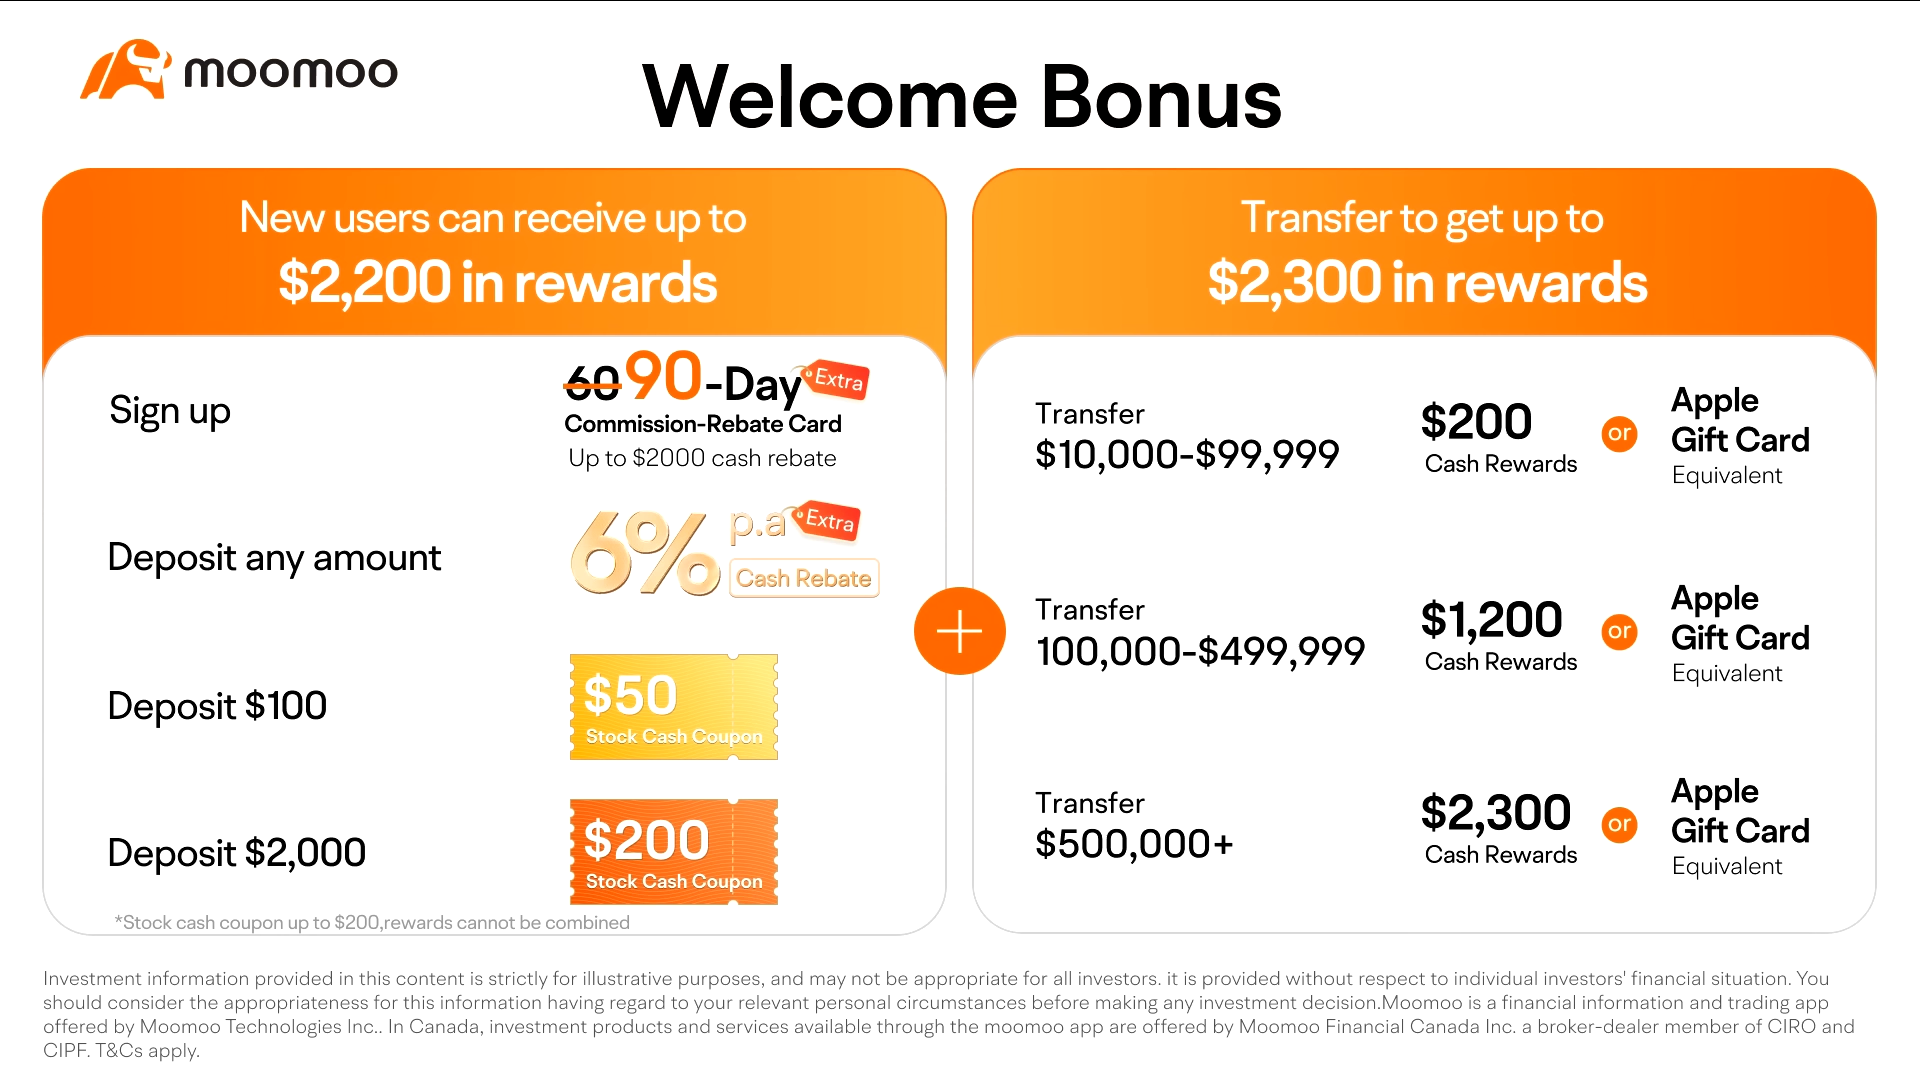 moomoo
Welcome Bonus
New users can receive up to
$2,200 in rewards
Sign up
60 90-Day Extra
Commission-Rebate Card
Up to $2000 cash rebate
Deposit any amount
6% p.a Extra
Cash Rebate
Deposit $100
$50
Stock Cash Coupon
Deposit $2,000
$200
Stock Cash Coupon
*Stock cash coupon up to $200,rewards cannot be combined
+
Transfer to get up to
$2,300 in rewards
Transfer
$10,000-$99,999
$200
Cash Rewards
or
Apple
Gift Card
Equivalent
Transfer
100,000-$499,999
$1,200
Cash Rewards
or
Apple
Gift Card
Equivalent
Transfer
$500,000+
$2,300
Cash Rewards
or
Apple
Gift Card
Equivalent
Investment information provided in this content is strictly for illustrative purposes, and may not be appropriate for all investors. it is provided without respect to individual investors' financial situation. You
should consider the appropriateness for this information having regard to your relevant personal circumstances before making any investment decision.Moomoo is a financial information and trading app
offered by Moomoo Technologies Inc.. In Canada, investment products and services available through the moomoo app are offered by Moomoo Financial Canada Inc. a broker-dealer member of CIRO and
CIPF. T&Cs apply.